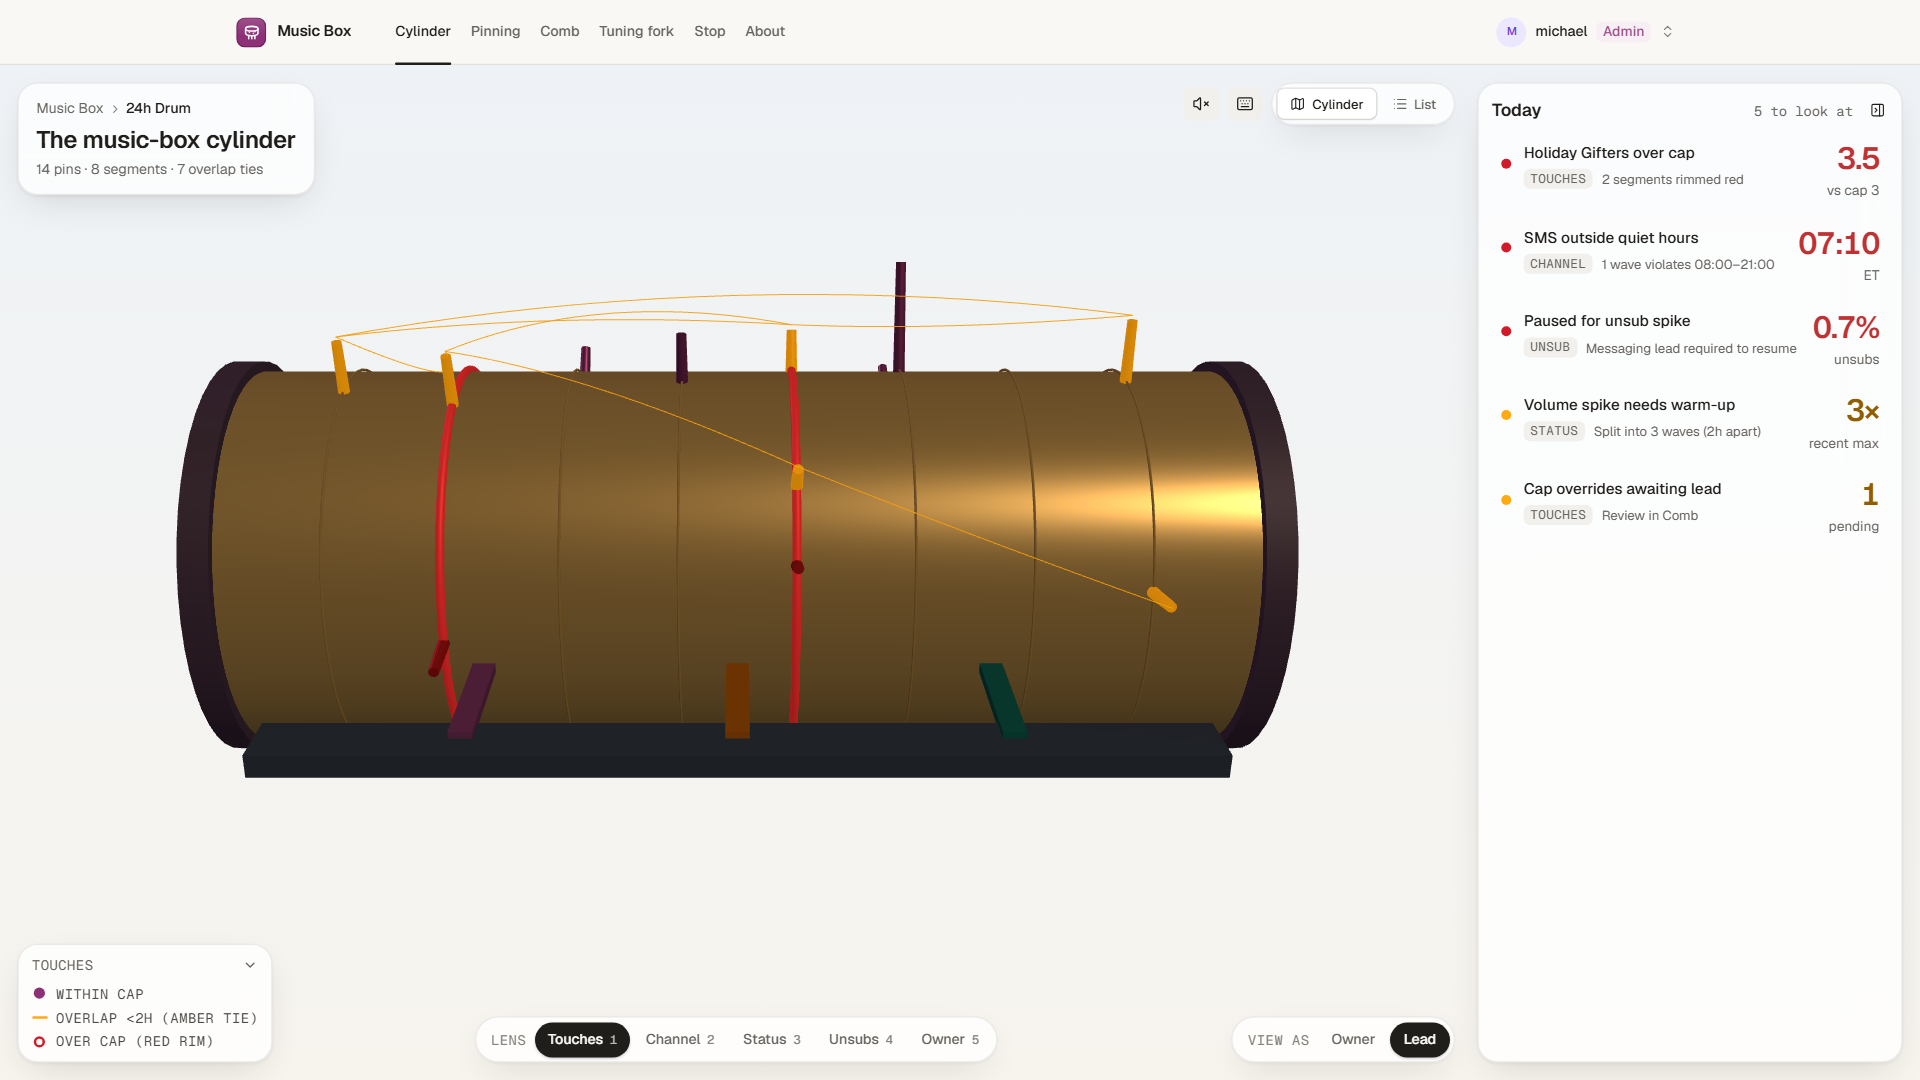 Music Box
Cylinder
Pinning
Comb
Tuning fork
Stop
About
M
michael
Admin
Music Box > 24h Drum
The music-box cylinder
14 pins · 8 segments · 7 overlap ties
Cylinder
List
Today
5 to look at
Holiday Gifters over cap
TOUCHES 2 segments rimmed red
3.5
vs cap 3
SMS outside quiet hours
CHANNEL 1 wave violates 08:00–21:00
07:10
ET
Paused for unsub spike
UNSUB Messaging lead required to resume
0.7%
unsubs
Volume spike needs warm-up
STATUS Split into 3 waves (2h apart)
3×
recent max
Cap overrides awaiting lead
TOUCHES Review in Comb
1
pending
TOUCHES
WITHIN CAP
OVERLAP <2H (AMBER TIE)
OVER CAP (RED RIM)
LENS Touches 1 Channel 2 Status 3 Unsubs 4 Owner 5
VIEW AS Owner Lead